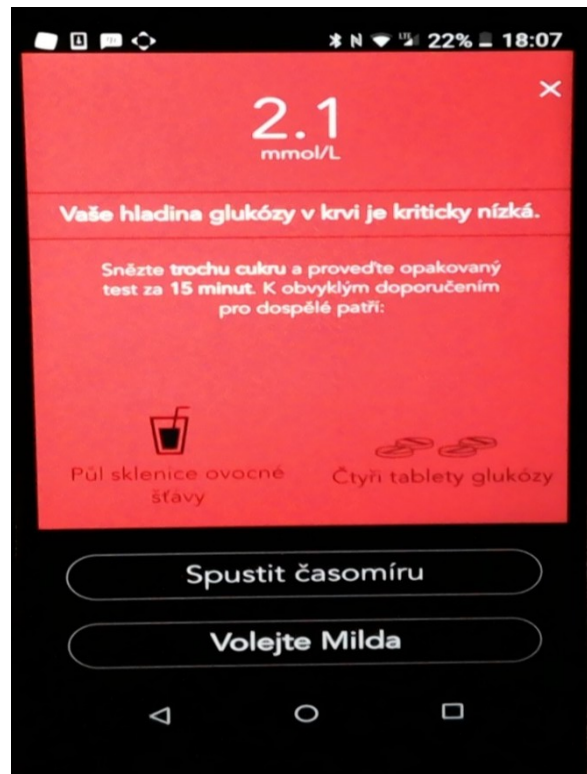 22% 18:07
2.1
mmol/L
Vaše hladina glukózy v krvi je kriticky nízká.
Snězte trochu cukru a proveďte opakovaný
test za 15 minut. K obvyklým doporučením
pro dospělé patří:
Půl sklenice ovocné
šťávy
Čtyři tablety glukózy
Spustit časomíru
Volejte Milda